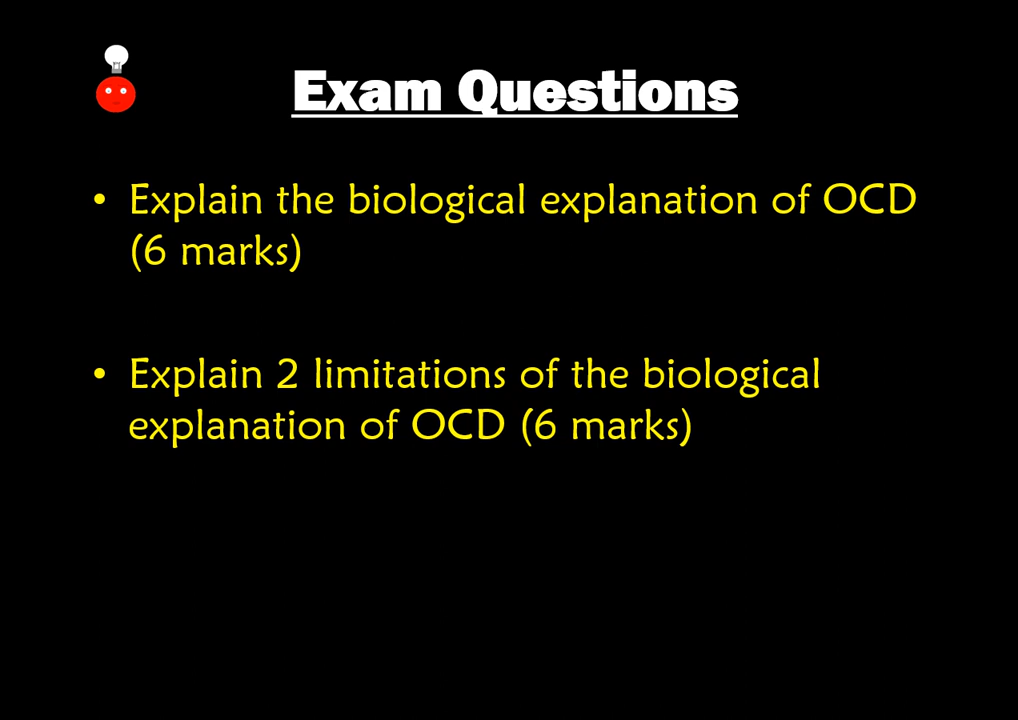 Exam Questions
• Explain the biological explanation of OCD
(6 marks)
• Explain 2 limitations of the biological
explanation of OCD (6 marks)